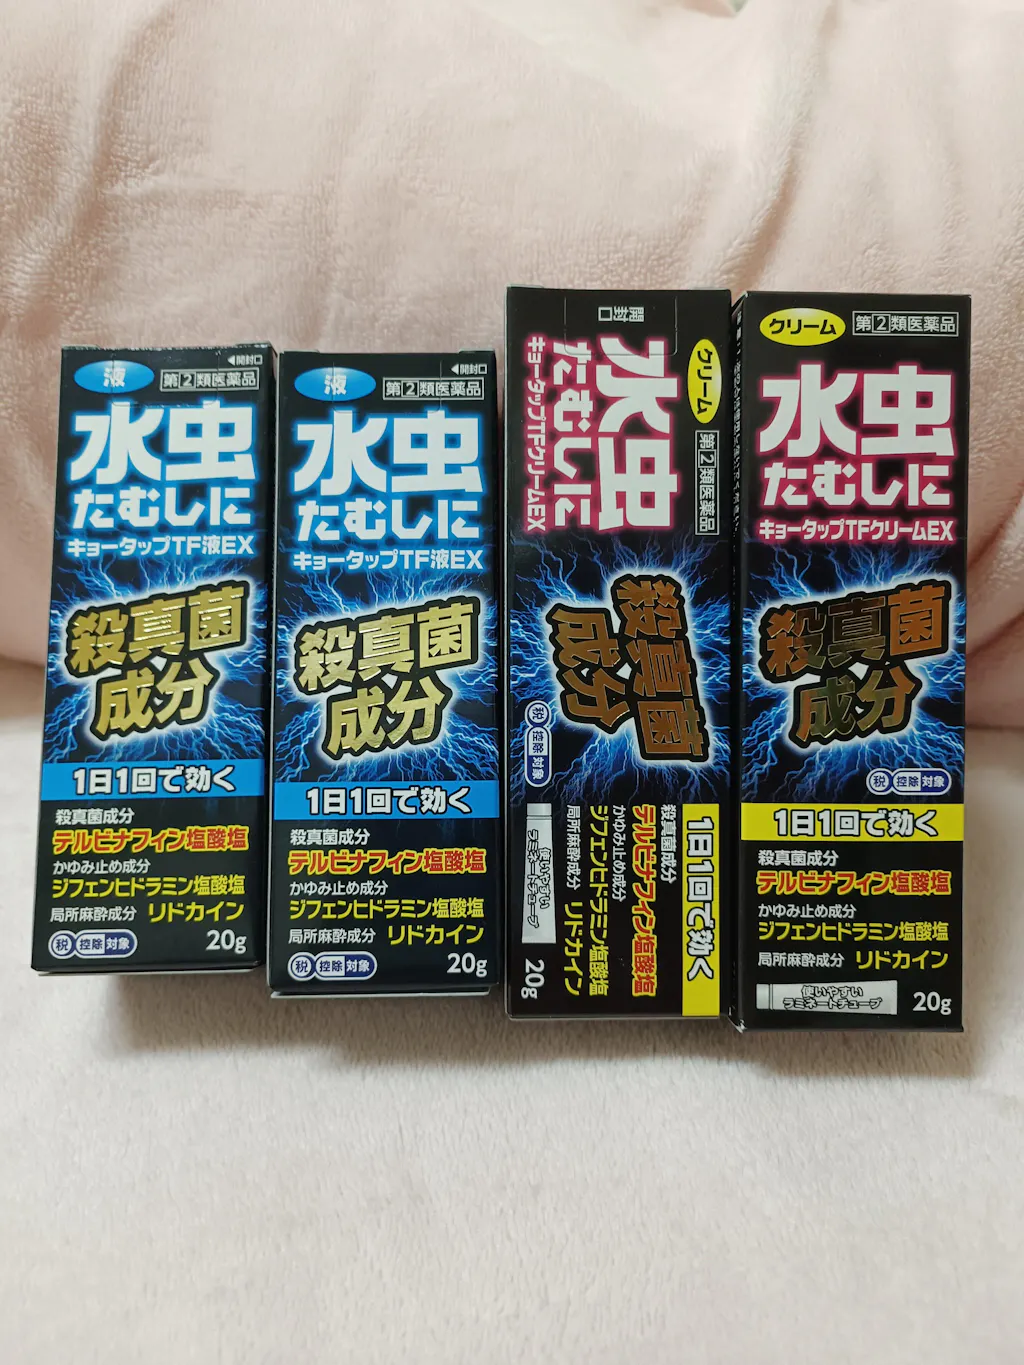 液
◀開封口
第②類医薬品
水虫
たむしに
キョータップTF液EX
殺真菌
成分
1日1回で効く
殺真菌成分
テルビナフィン塩酸塩
かゆみ止め成分
ジフェンヒドラミン塩酸塩
局所麻酔成分 リドカイン
税 控除対象
20g
液
◀開封口
第②類医薬品
水虫
たむしに
キョータップTF液EX
殺真菌
成分
1日1回で効く
殺真菌成分
テルビナフィン塩酸塩
かゆみ止め成分
ジフェンヒドラミン塩酸塩
局所麻酔成分 リドカイン
税 控除対象
20g
開封口
クリーム
第②類医薬品
水虫
たむしに
キョータップTFクリームEX
殺真菌
成分
税 控除対象
1日1回で効く
殺真菌成分
テルビナフィン塩酸塩
かゆみ止め成分
ジフェンヒドラミン塩酸塩
局所麻酔成分 リドカイン
使いやすい
ラミネートチューブ
20g
クリーム
第②類医薬品
水虫
たむしに
キョータップTFクリームEX
殺真菌
成分
税 控除対象
1日1回で効く
殺真菌成分
テルビナフィン塩酸塩
かゆみ止め成分
ジフェンヒドラミン塩酸塩
局所麻酔成分 リドカイン
使いやすい
ラミネートチューブ
20g